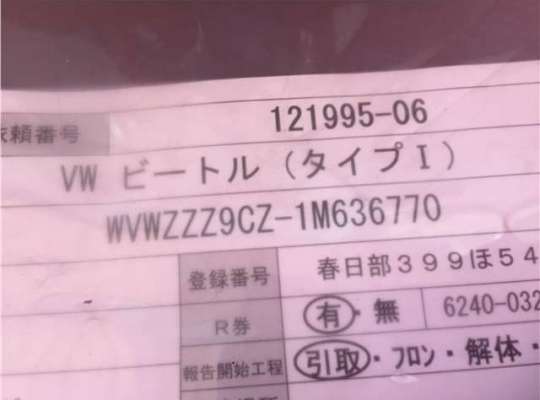 依頼番号 121995-06
VW ビートル（タイプⅠ）
WVWZZZ9CZ-1M636770
登録番号 春日部３９９ほ５４
R券 有・無 6240-032
報告開始工程 引取・フロン・解体・